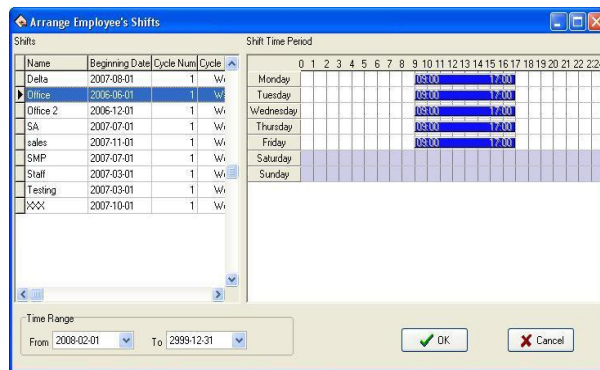 Arrange Employee's Shifts
Shifts
Shift Time Period
Name Beginning Date Cycle Num Cycle
Delta 2007-08-01 1 W
Office 2006-06-01 1 W
Office 2 2006-12-01 1 W
SA 2007-07-01 1 W
sales 2007-11-01 1 W
SMP 2007-07-01 1 W
Staff 2007-03-01 1 W
Testing 2007-03-01 1 W
XXX 2007-10-01 1 W
0 1 2 3 4 5 6 7 8 9 10 11 12 13 14 15 16 17 18 19 20 21 22 23
Monday 09:00 17:00
Tuesday 09:00 17:00
Wednesday 09:00 17:00
Thursday 09:00 17:00
Friday 09:00 17:00
Saturday
Sunday
Time Range
From 2008-02-01 To 2999-12-31
OK Cancel